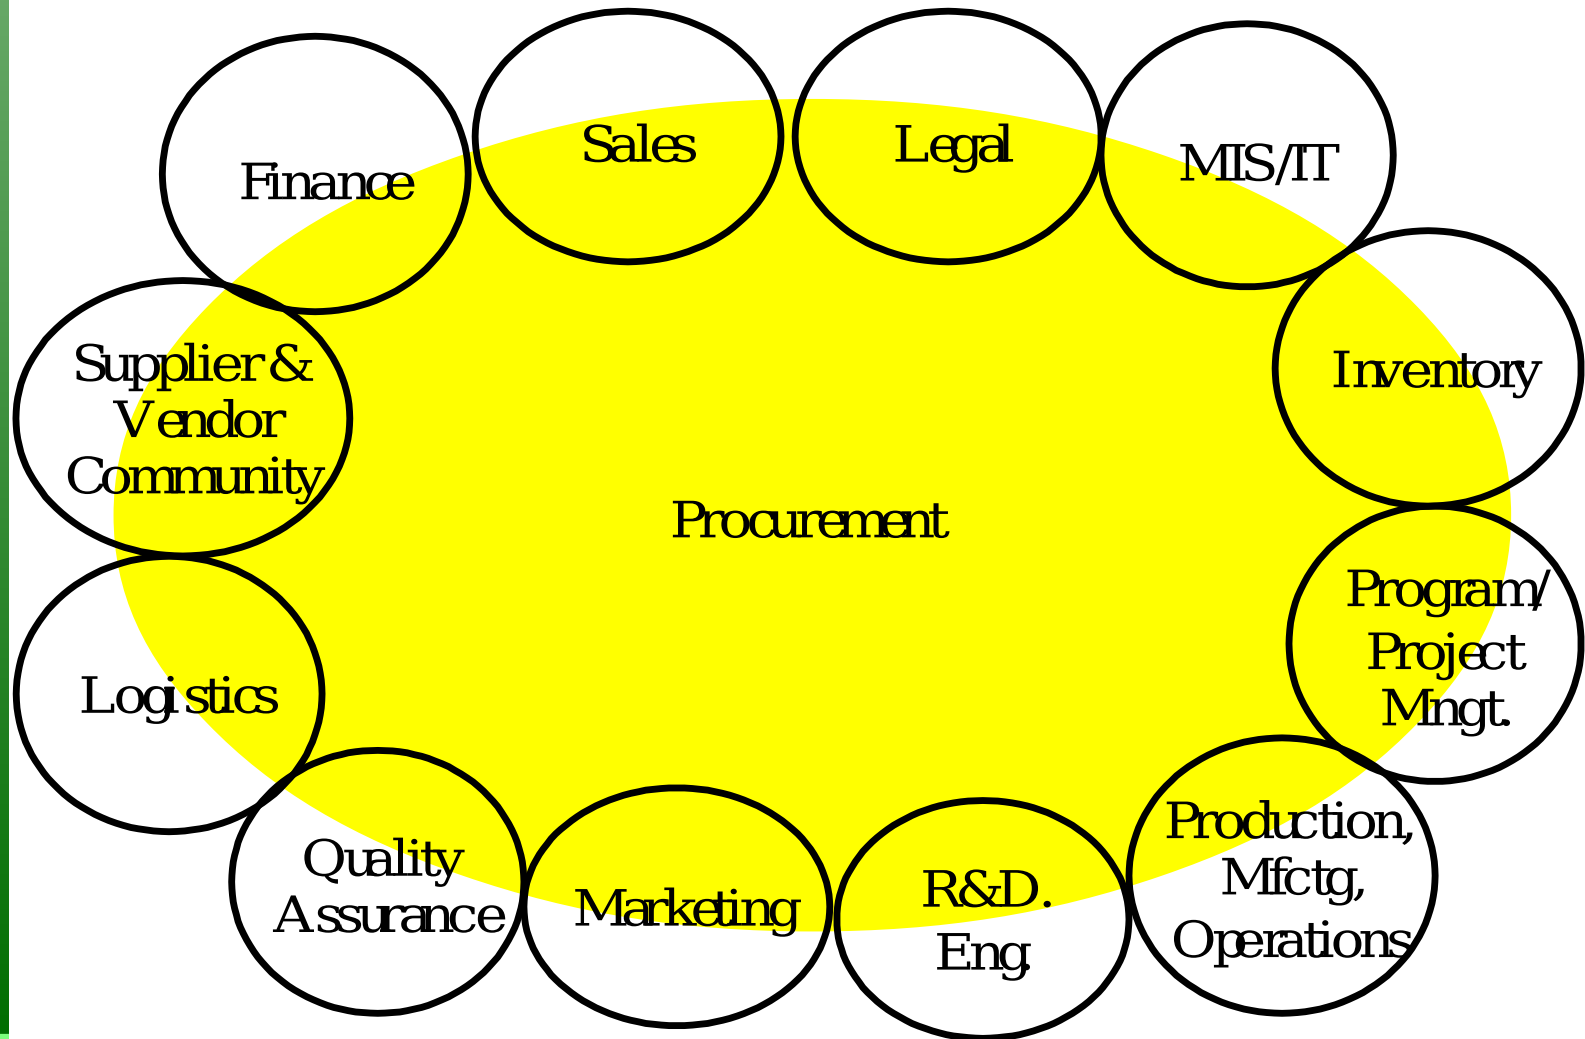 Finance
Sales
Legal
MIS/IT
Inventory
Supplier &
Vendor
Community
Procurement
Program/
Project
Mngt.
Logistics
Quality
Assurance
Marketing
R&D.
Eng.
Production,
Mfctg,
Operations